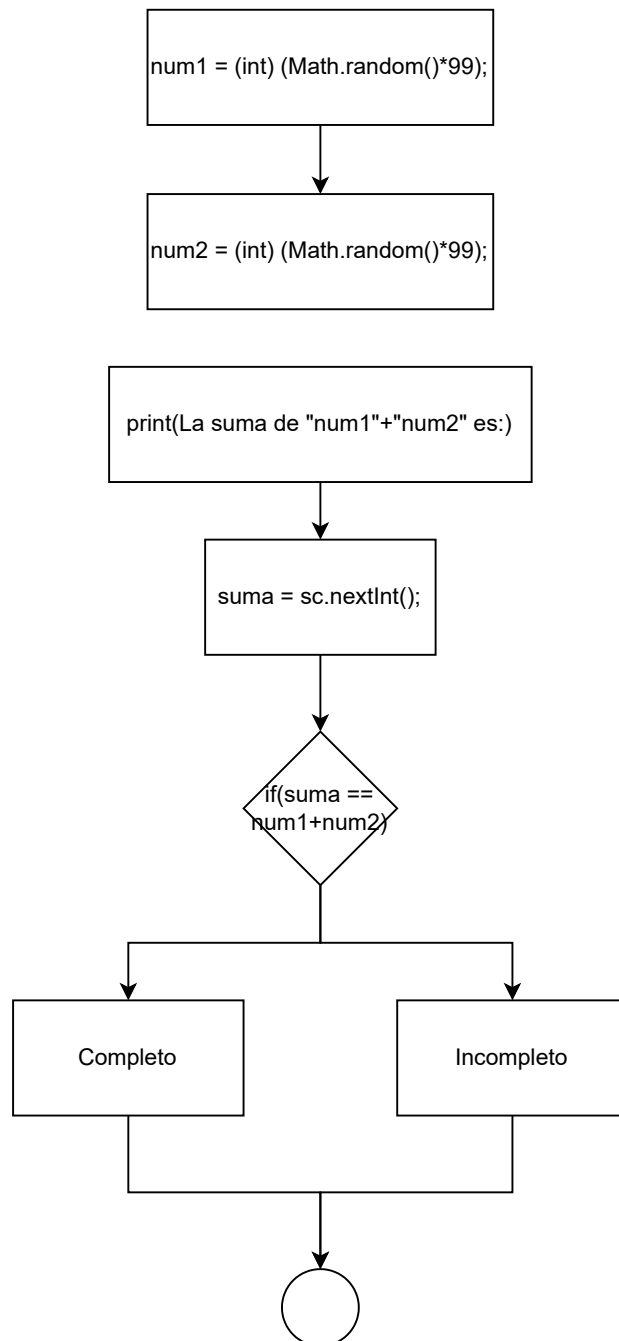 num1 = (int) (Math.random()*99);
num2 = (int) (Math.random()*99);
print(La suma de "num1"+"num2" es:)
suma = sc.nextInt();
if(suma ==
num1+num2)
Completo
Incompleto